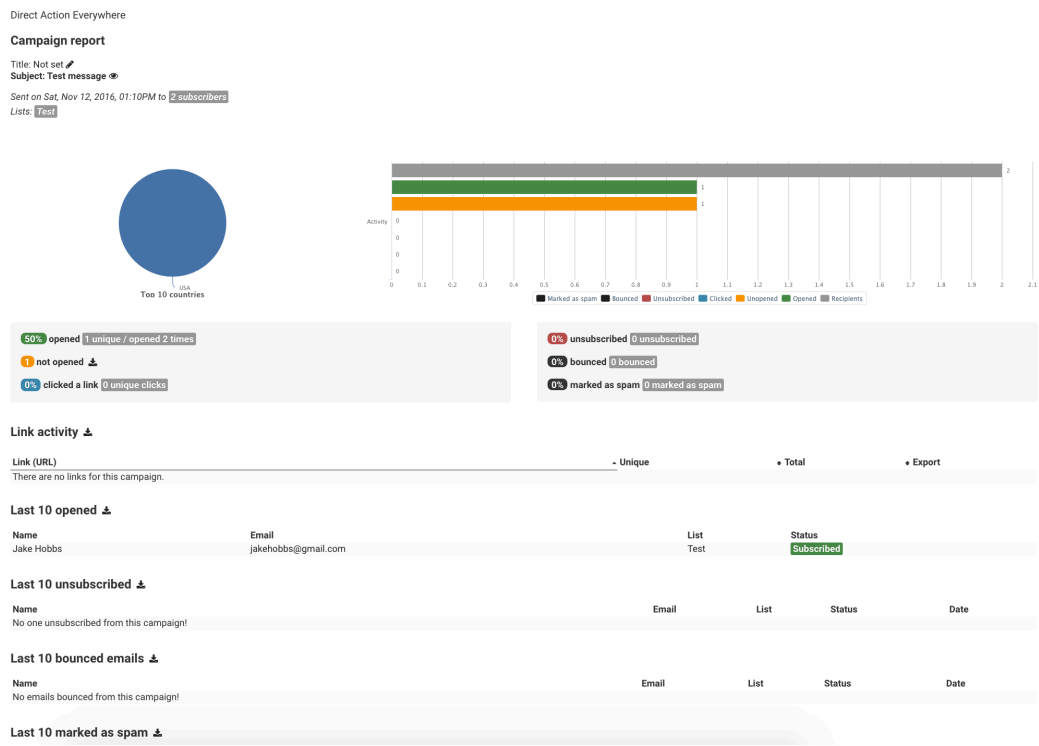 Direct Action Everywhere
Campaign report
Title: Not set
Subject: Test message
Sent on Sat, Nov 12, 2016, 01:10PM to 2 subscribers
Lists: Test
USA
Top 10 countries
2
1
1
Activity 0
0
0
0
0 0.1 0.2 0.3 0.4 0.5 0.6 0.7 0.8 0.9 1 1.1 1.2 1.3 1.4 1.5 1.6 1.7 1.8 1.9 2 2.1
Marked as spam Bounced Unsubscribed Clicked Unopened Opened Recipients
50% opened 1 unique / opened 2 times
1 not opened
0% clicked a link 0 unique clicks
0% unsubscribed 0 unsubscribed
0% bounced 0 bounced
0% marked as spam 0 marked as spam
Link activity
Link (URL) Unique Total Export
There are no links for this campaign.
Last 10 opened
Name Email List Status
Jake Hobbs jakehobbs@gmail.com Test Subscribed
Last 10 unsubscribed
Name Email List Status Date
No one unsubscribed from this campaign!
Last 10 bounced emails
Name Email List Status Date
No emails bounced from this campaign!
Last 10 marked as spam